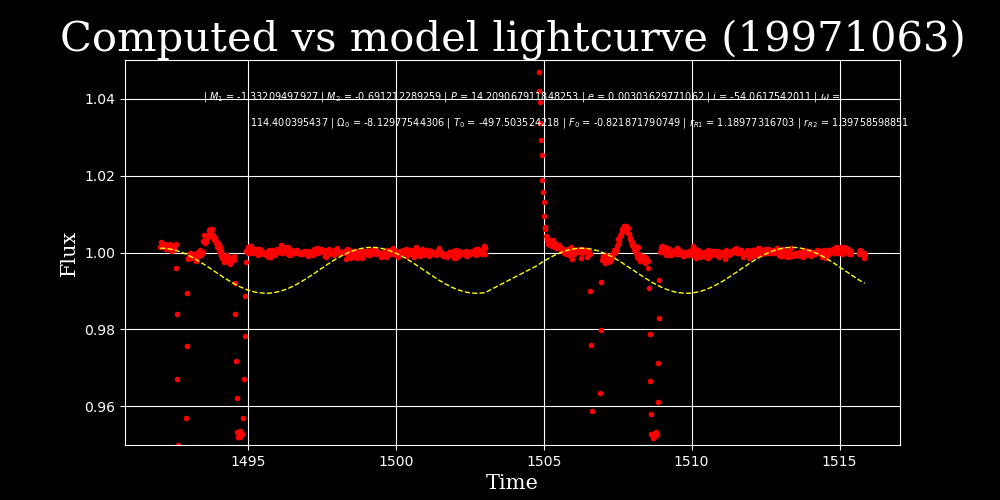 Computed vs model lightcurve (19971063)
| M₁ = -1.33209497927 | M₂ = -0.691212289259 | P = 14.2090679118​48253 | e = 0.00303629771062 | i = -54.0617542011 | ω =
114.400395437 | Ω₀ = -8.12977544306 | T₀ = -497.503524218 | F₀ = -0.821871790749 | r_R1 = 1.18977316703 | r_R2 = 1.39758598851
1.04
1.02
1.00
0.98
0.96
Flux
1495
1500
1505
1510
1515
Time